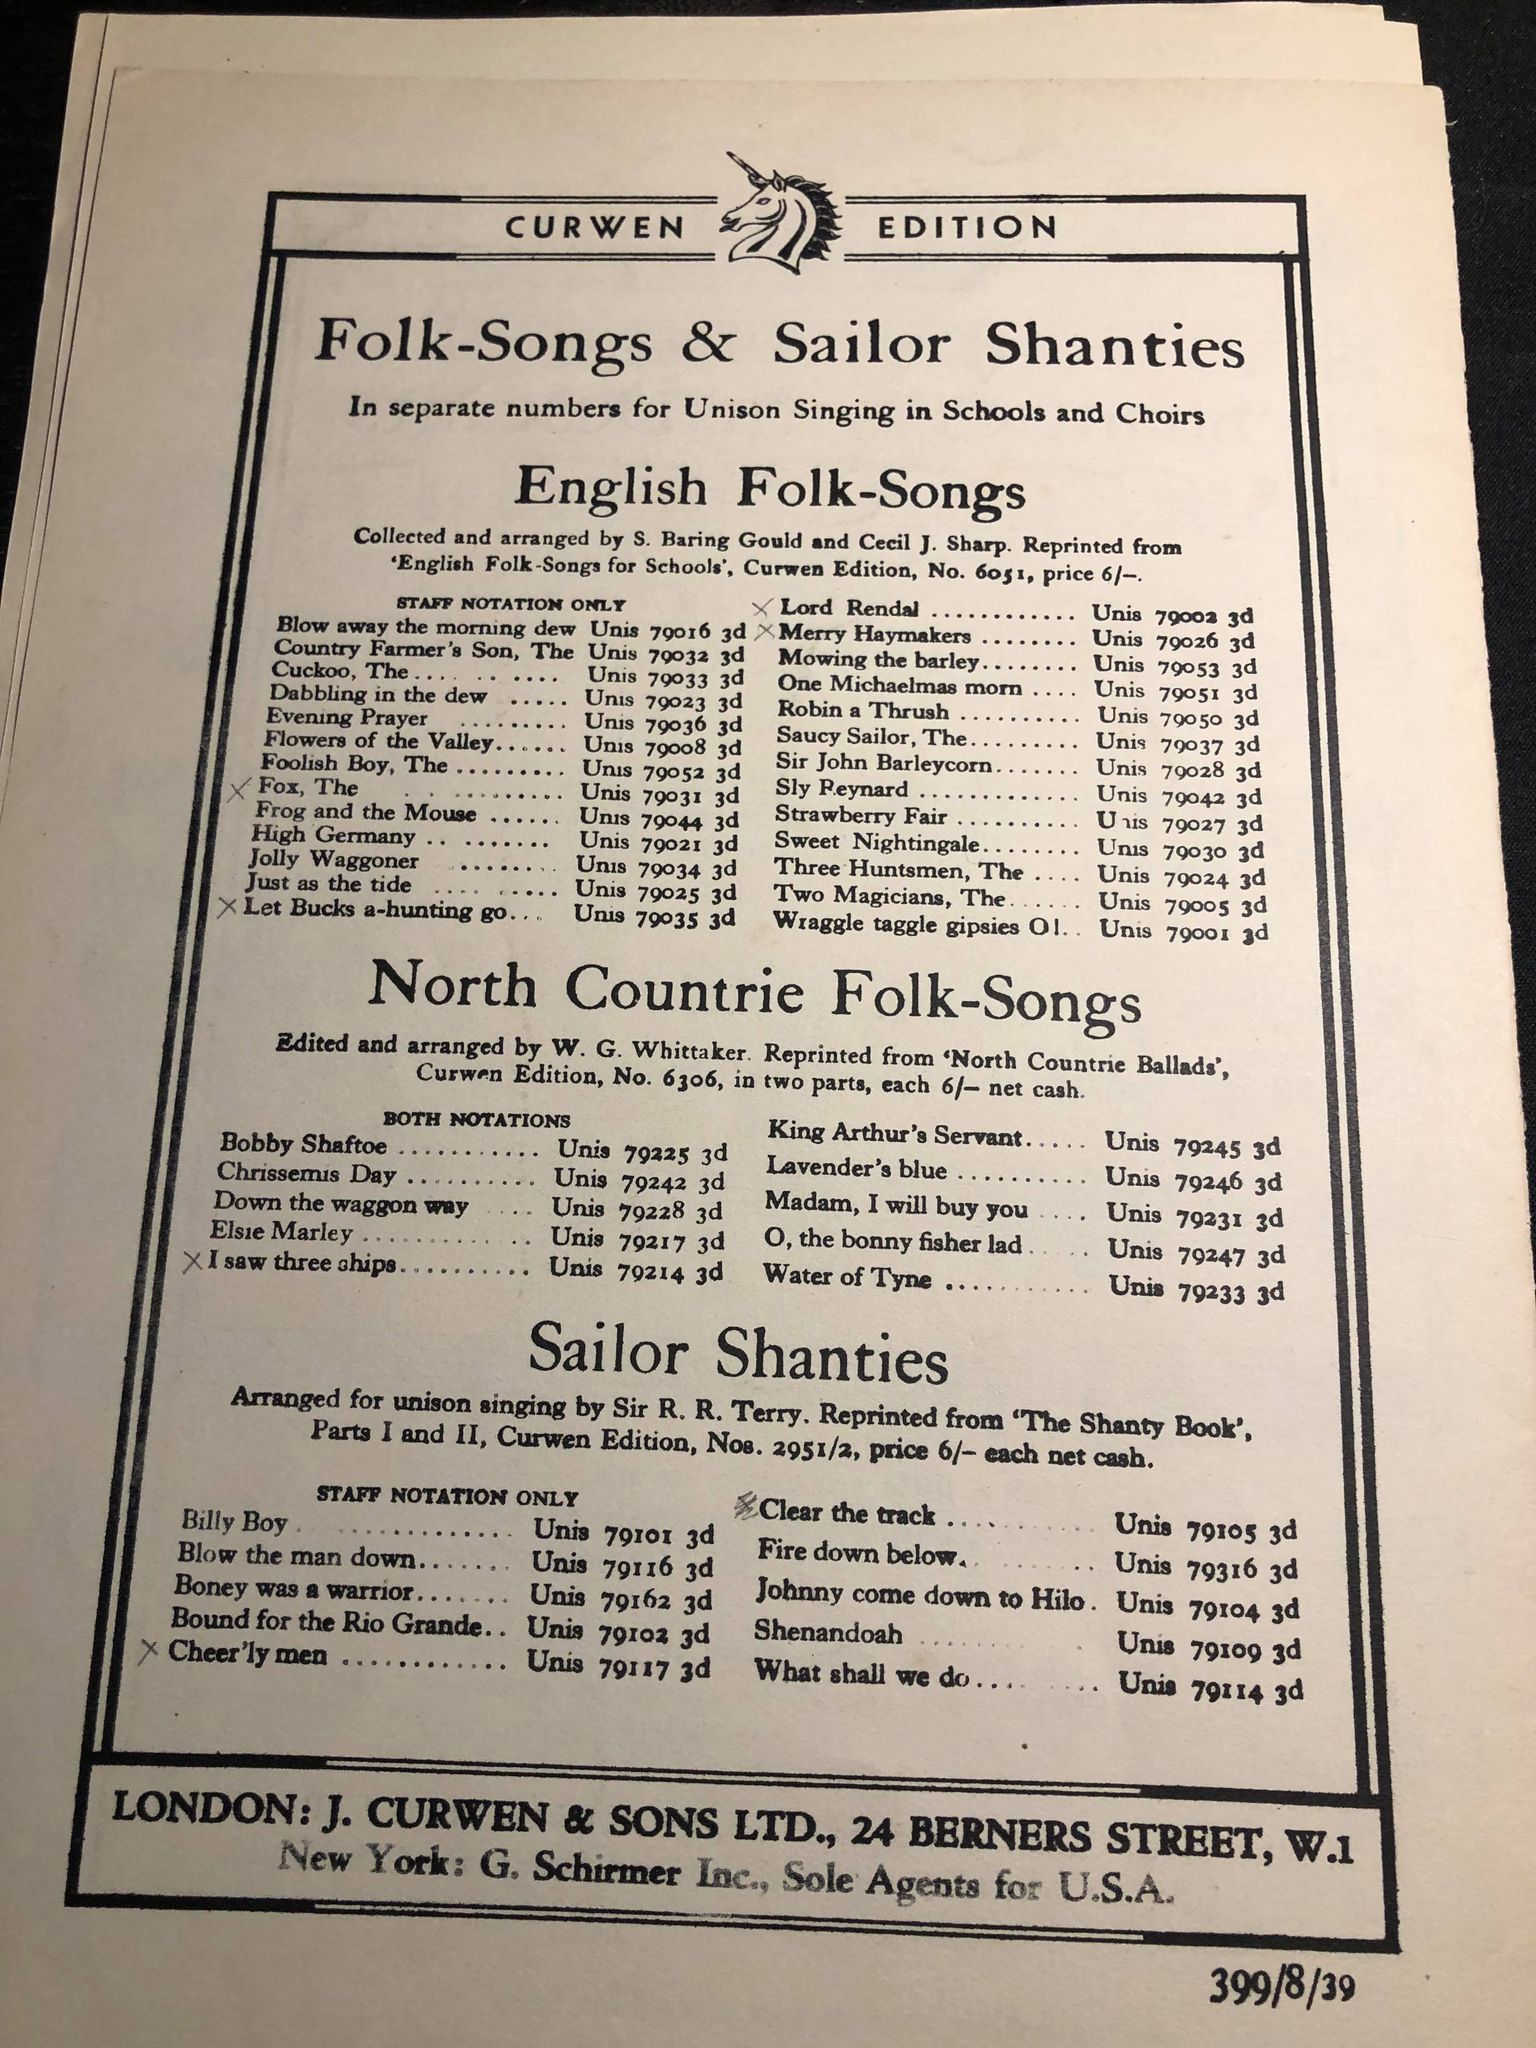 CURWEN EDITION
Folk-Songs & Sailor Shanties
In separate numbers for Unison Singing in Schools and Choirs
English Folk-Songs
Collected and arranged by S. Baring Gould and Cecil J. Sharp. Reprinted from
'English Folk-Songs for Schools', Curwen Edition, No. 6051, price 6/–.
STAFF NOTATION ONLY
Blow away the morning dew Unis 79016 3d
Country Farmer's Son, The Unis 79032 3d
Cuckoo, The.... .. .... Unis 79033 3d
Dabbling in the dew ..... Unis 79023 3d
Evening Prayer ......... Unis 79036 3d
Flowers of the Valley...... Unis 79008 3d
Foolish Boy, The ......... Unis 79052 3d
× Fox, The . .......... Unis 79031 3d
Frog and the Mouse ...... Unis 79044 3d
High Germany .. ....... Unis 79021 3d
Jolly Waggoner ........ Unis 79034 3d
Just as the tide .... ..... Unis 79025 3d
× Let Bucks a-hunting go... Unis 79035 3d
× Lord Rendal ........... Unis 79002 3d
× Merry Haymakers ....... Unis 79026 3d
Mowing the barley........ Unis 79053 3d
One Michaelmas morn .... Unis 79051 3d
Robin a Thrush .......... Unis 79050 3d
Saucy Sailor, The......... Unis 79037 3d
Sir John Barleycorn....... Unis 79028 3d
Sly Reynard ............. Unis 79042 3d
Strawberry Fair .......... Unis 79027 3d
Sweet Nightingale........ Unis 79030 3d
Three Huntsmen, The .... Unis 79024 3d
Two Magicians, The...... Unis 79005 3d
Wraggle taggle gipsies O!.. Unis 79001 3d
North Countrie Folk-Songs
Edited and arranged by W. G. Whittaker. Reprinted from 'North Countrie Ballads',
Curwen Edition, No. 6306, in two parts, each 6/– net cash.
BOTH NOTATIONS
Bobby Shaftoe ........... Unis 79225 3d
Chrissemis Day .......... Unis 79242 3d
Down the waggon way .... Unis 79228 3d
Elsie Marley ............ Unis 79217 3d
× I saw three ships.......... Unis 79214 3d
King Arthur's Servant..... Unis 79245 3d
Lavender's blue .......... Unis 79246 3d
Madam, I will buy you .... Unis 79231 3d
O, the bonny fisher lad ..... Unis 79247 3d
Water of Tyne ........... Unis 79233 3d
Sailor Shanties
Arranged for unison singing by Sir R. R. Terry. Reprinted from 'The Shanty Book',
Parts I and II, Curwen Edition, Nos. 2951/2, price 6/– each net cash.
STAFF NOTATION ONLY
Billy Boy .............. Unis 79101 3d
Blow the man down....... Unis 79116 3d
Boney was a warrior....... Unis 79162 3d
Bound for the Rio Grande.. Unis 79102 3d
× Cheer'ly men ............ Unis 79117 3d
Clear the track ........... Unis 79105 3d
Fire down below.......... Unis 79316 3d
Johnny come down to Hilo . Unis 79104 3d
Shenandoah ............ Unis 79109 3d
What shall we do......... Unis 79114 3d
LONDON: J. CURWEN & SONS LTD., 24 BERNERS STREET, W.1
New York: G. Schirmer Inc., Sole Agents for U.S.A.
399/8/39